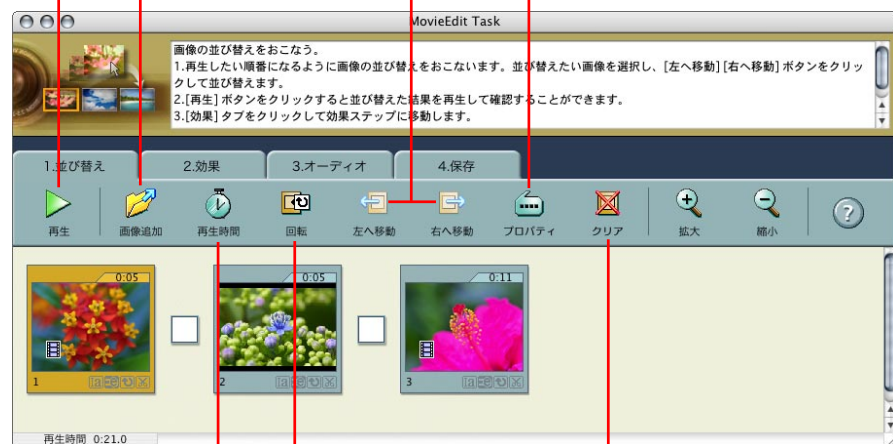 MovieEdit Task
画像の並び替えをおこなう。
1.再生したい順番になるように画像の並び替えをおこないます。並び替えたい画像を選択し、[左へ移動] [右へ移動] ボタンをクリッ
クして並び替えます。
2.[再生] ボタンをクリックすると並び替えた結果を再生して確認することができます。
3.[効果] タブをクリックして効果ステップに移動します。
1.並び替え 2.効果 3.オーディオ 4.保存
再生 画像追加 再生時間 回転 左へ移動 右へ移動 プロパティ クリア 拡大 縮小 ?
0:05 0:05 0:11
1 2 3
再生時間 0:21.0